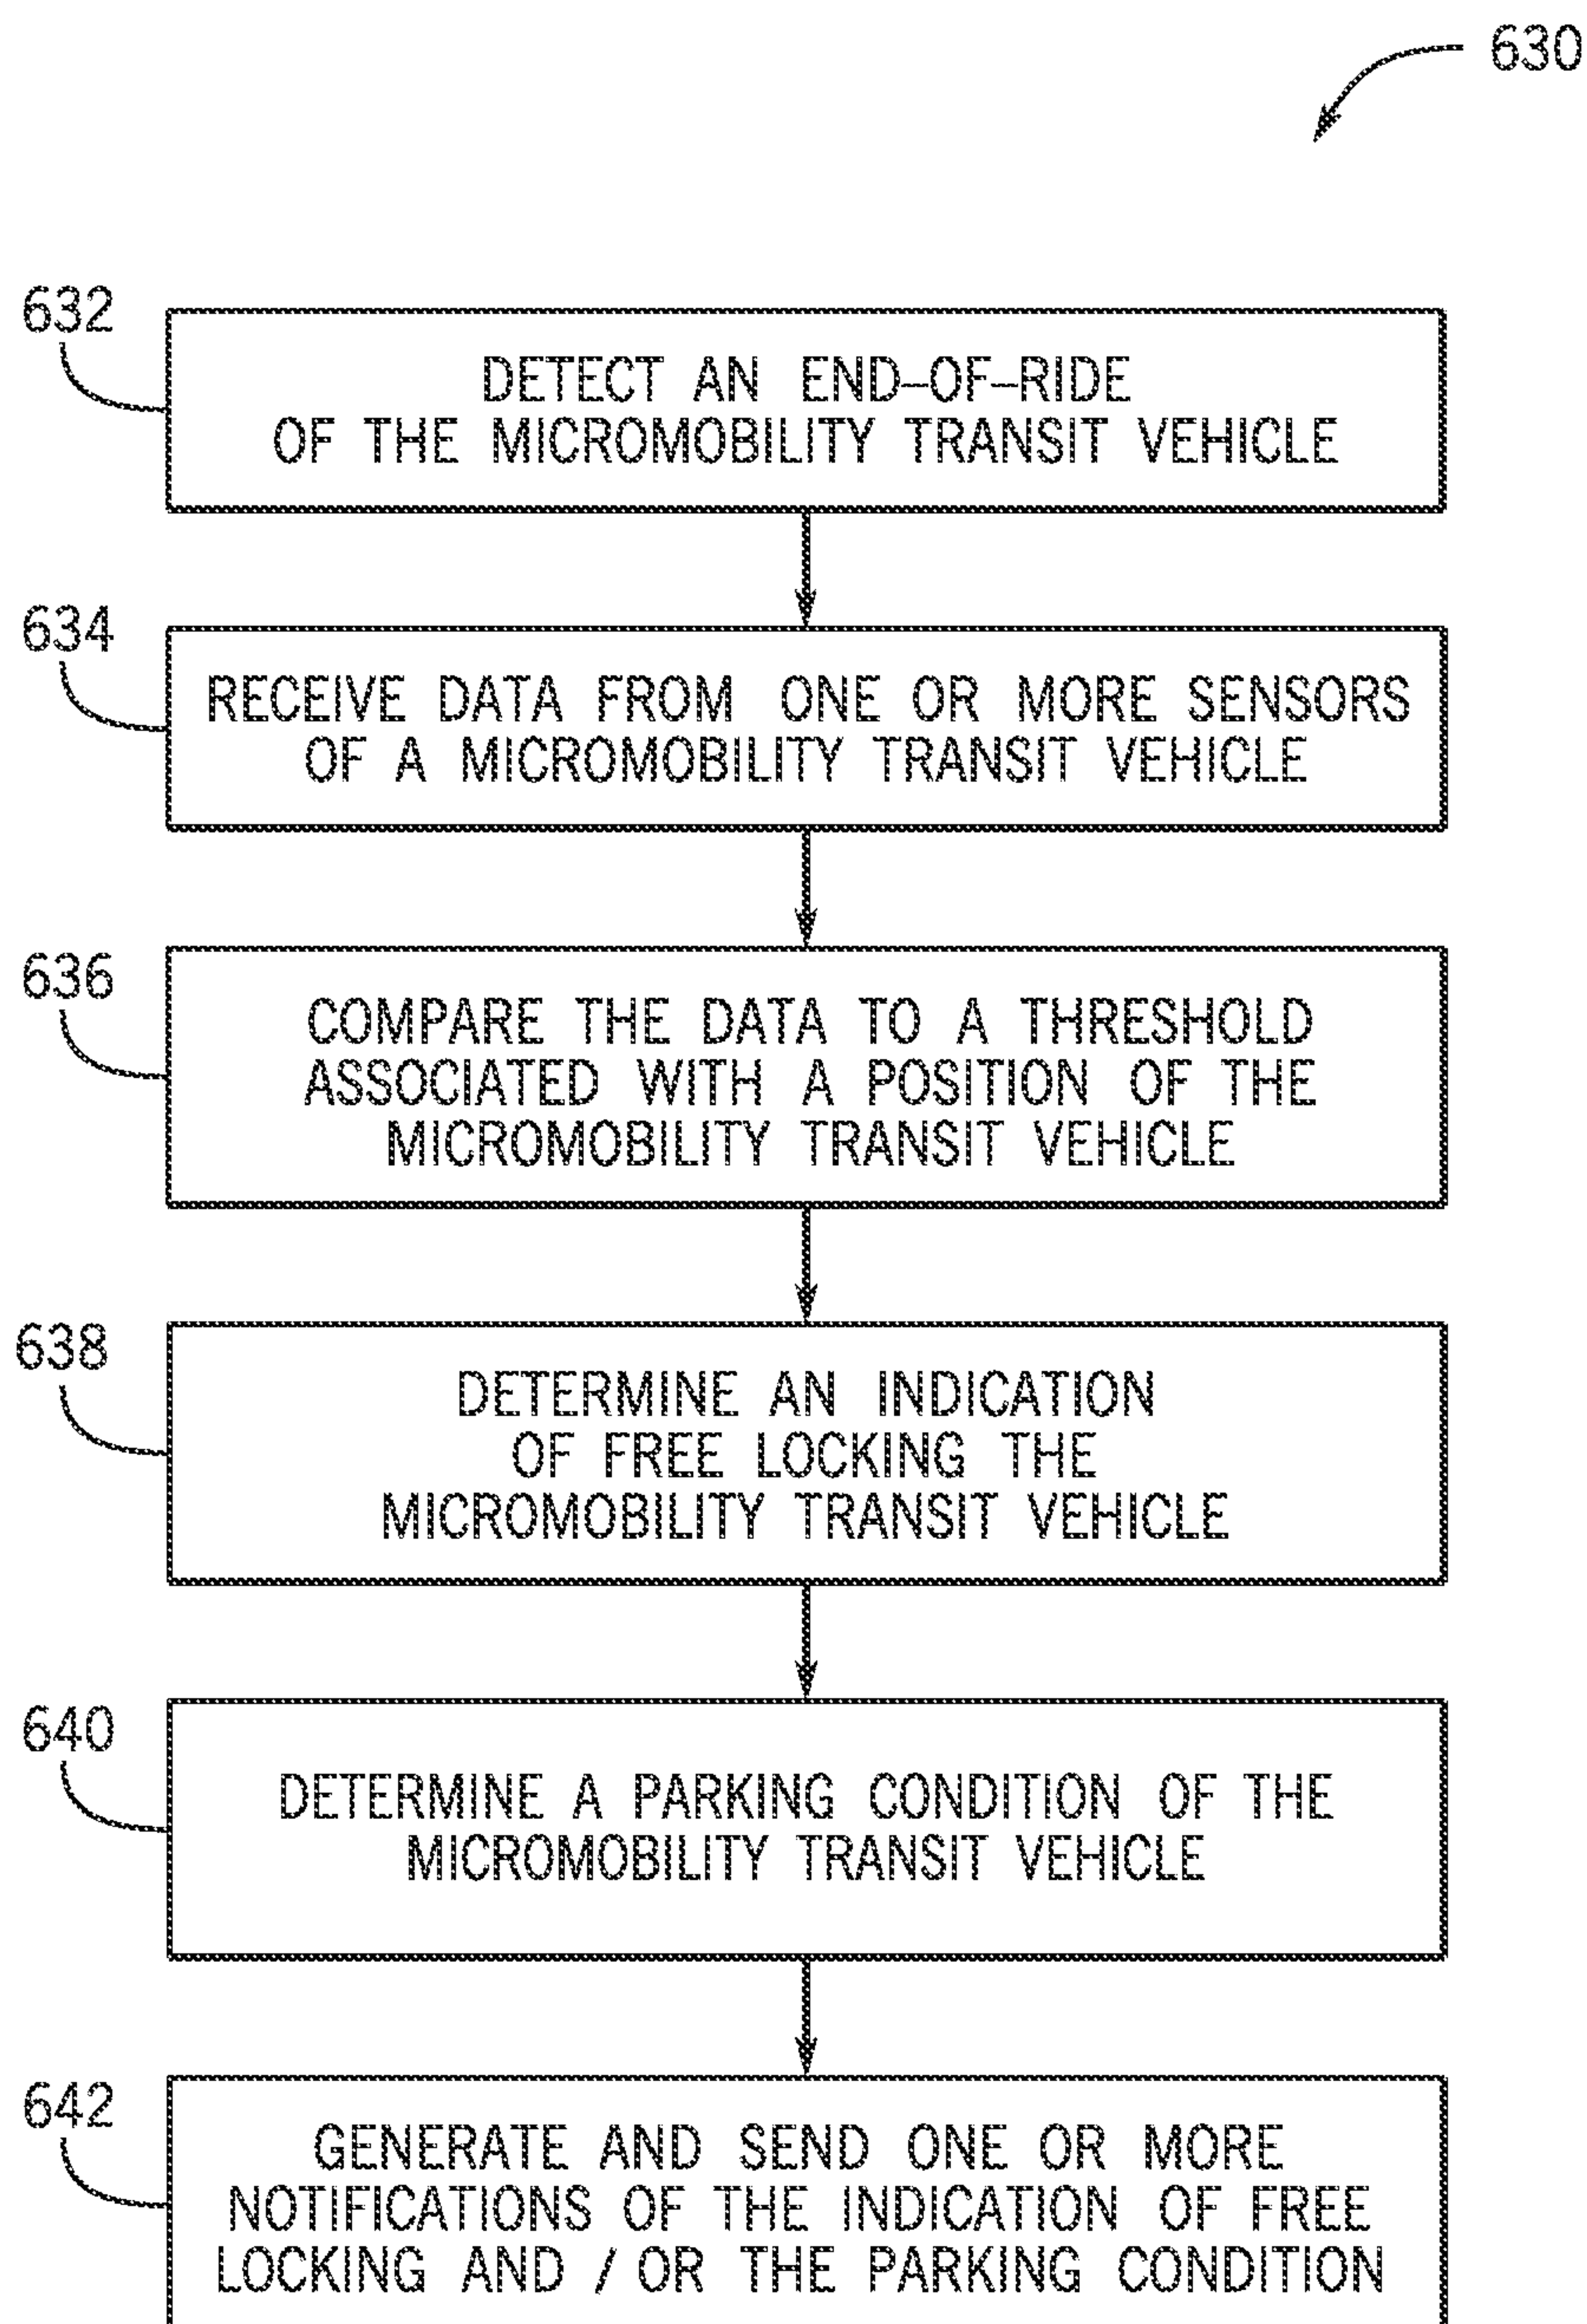 630
632
DETECT AN END–OF–RIDE
OF THE MICROMOBILITY TRANSIT VEHICLE
634
RECEIVE DATA FROM ONE OR MORE SENSORS
OF A MICROMOBILITY TRANSIT VEHICLE
636
COMPARE THE DATA TO A THRESHOLD
ASSOCIATED WITH A POSITION OF THE
MICROMOBILITY TRANSIT VEHICLE
638
DETERMINE AN INDICATION
OF FREE LOCKING THE
MICROMOBILITY TRANSIT VEHICLE
640
DETERMINE A PARKING CONDITION OF THE
MICROMOBILITY TRANSIT VEHICLE
642
GENERATE AND SEND ONE OR MORE
NOTIFICATIONS OF THE INDICATION OF FREE
LOCKING AND / OR THE PARKING CONDITION